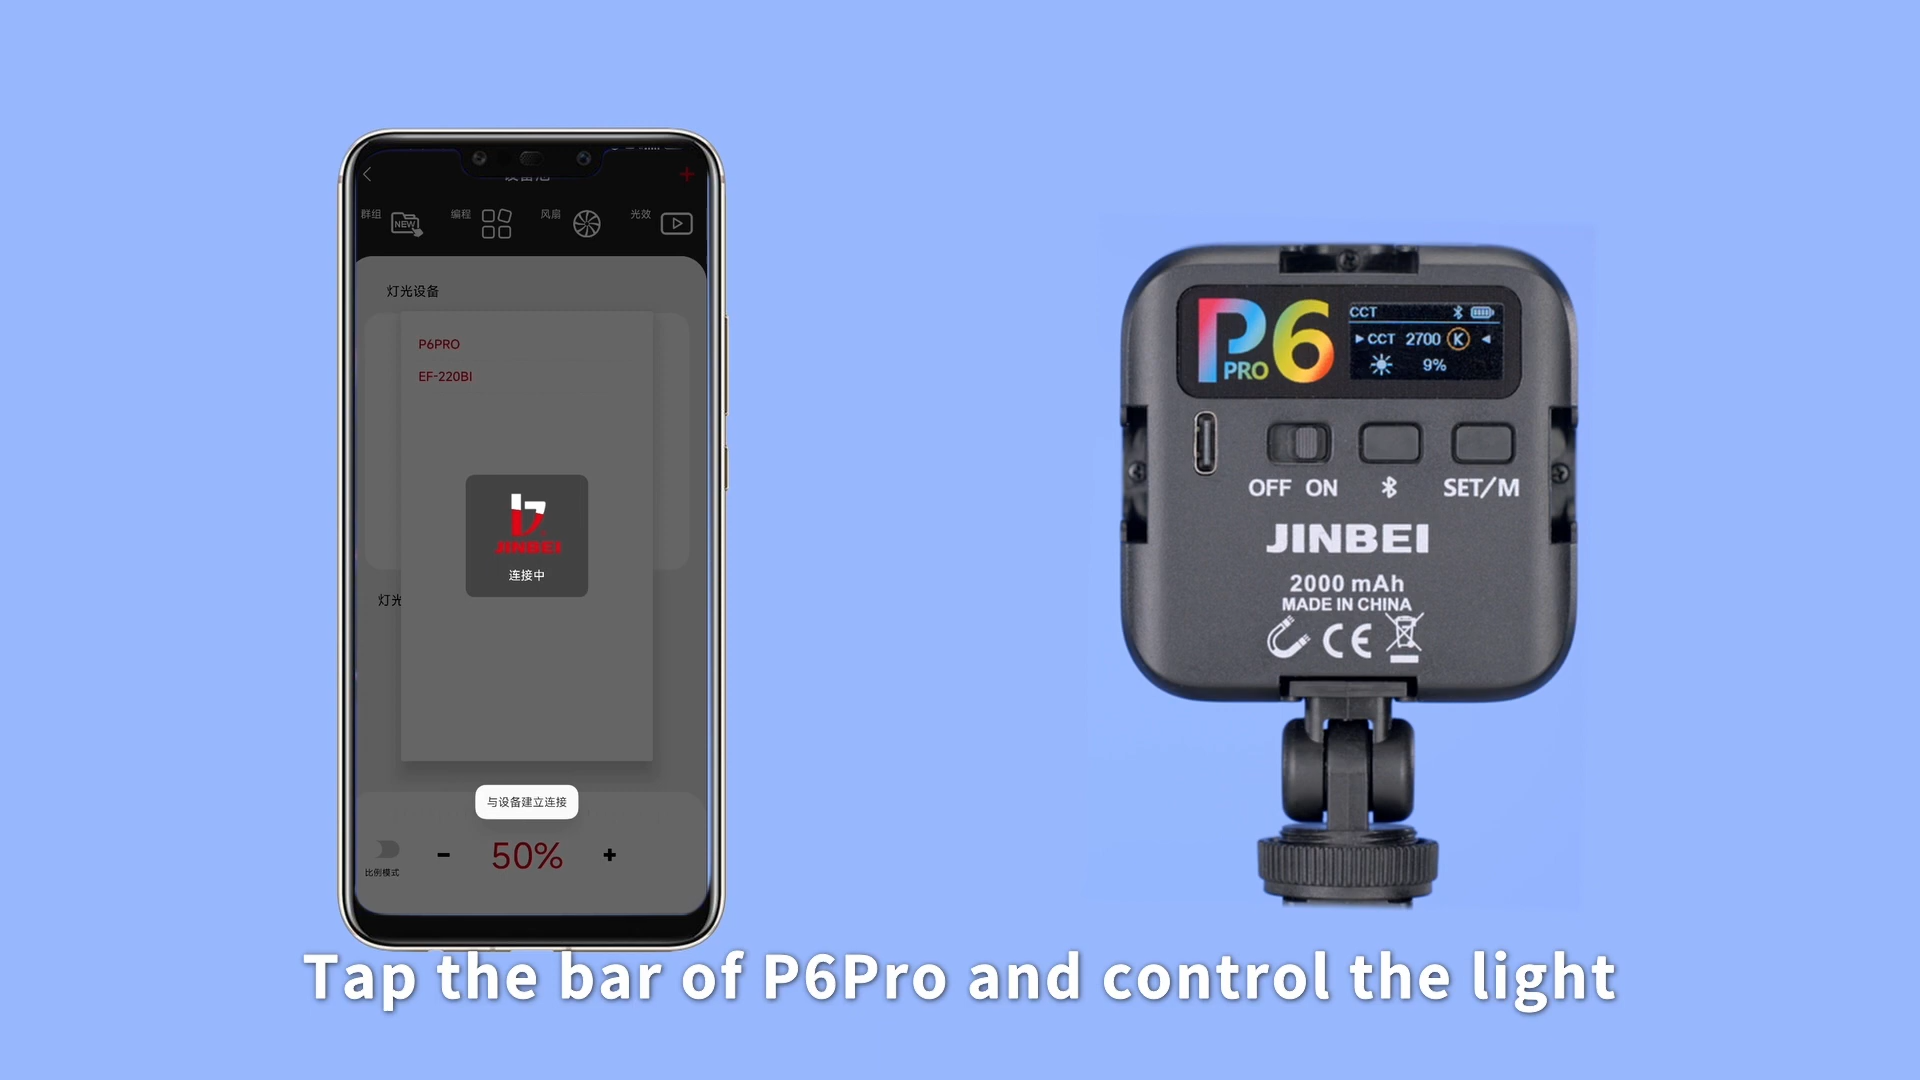 群组
NEW
编程
风扇
光效
灯光设备
P6PRO
EF-220BI
JINBEI
连接中
灯光
与设备建立连接
比例模式
- 50% +
P6
PRO
CCT
CCT 2700 K
9%
OFF ON
SET/M
JINBEI
2000 mAh
MADE IN CHINA
CE
Tap the bar of P6Pro and control the light